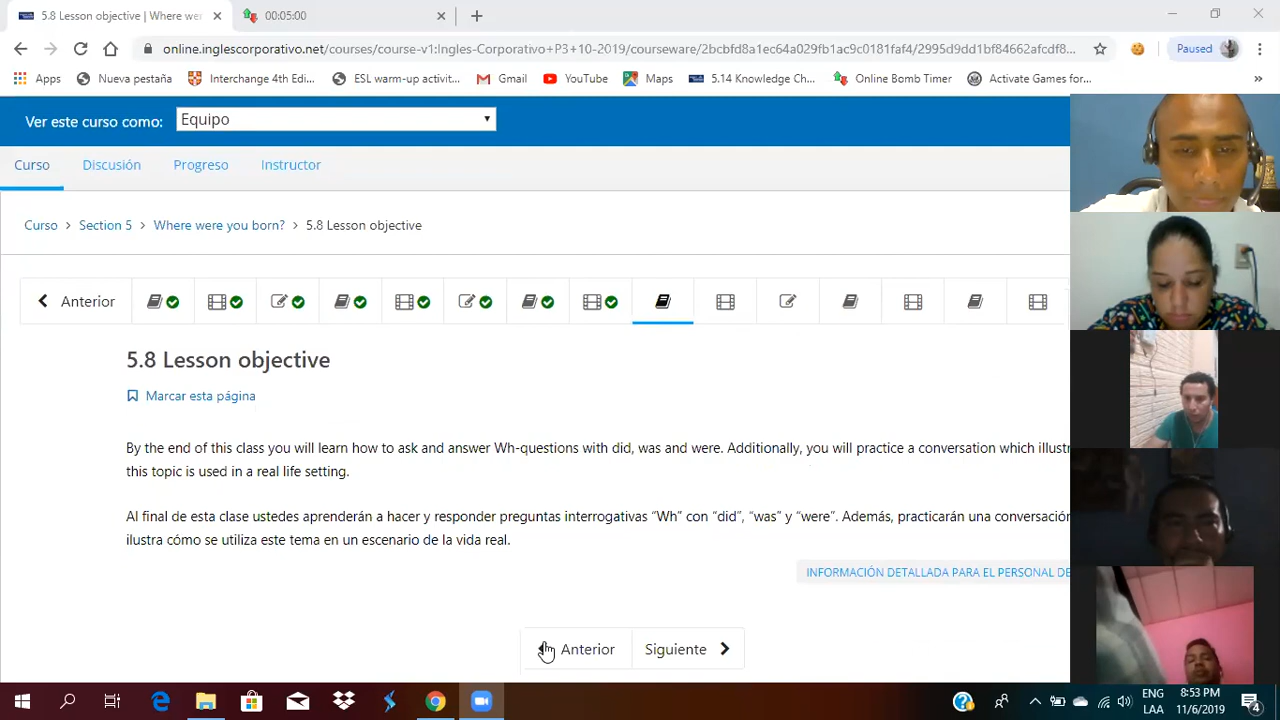 5.8 Lesson objective | Where wer
00:05:00
online.inglescorporativo.net/courses/course-v1:Ingles-Corporativo+P3+10-2019/courseware/2bcbfd8a1ec64a029fb1ac9c0181faf4/2995d9dd1bf84662afcdf8...
Paused
Apps
Nueva pestaña
Interchange 4th Edi...
ESL warm-up activit...
Gmail
YouTube
Maps
5.14 Knowledge Ch...
Online Bomb Timer
Activate Games for...
»
Ver este curso como:
Equipo
Curso
Discusión
Progreso
Instructor
Curso > Section 5 > Where were you born? > 5.8 Lesson objective
Anterior
5.8 Lesson objective
Marcar esta página
By the end of this class you will learn how to ask and answer Wh-questions with did, was and were. Additionally, you will practice a conversation which illustr
this topic is used in a real life setting.
Al final de esta clase ustedes aprenderán a hacer y responder preguntas interrogativas “Wh” con “did”, “was” y “were”. Además, practicarán una conversación
ilustra cómo se utiliza este tema en un escenario de la vida real.
INFORMACIÓN DETALLADA PARA EL PERSONAL DE
Anterior
Siguiente
ENG
LAA
8:53 PM
11/6/2019
4